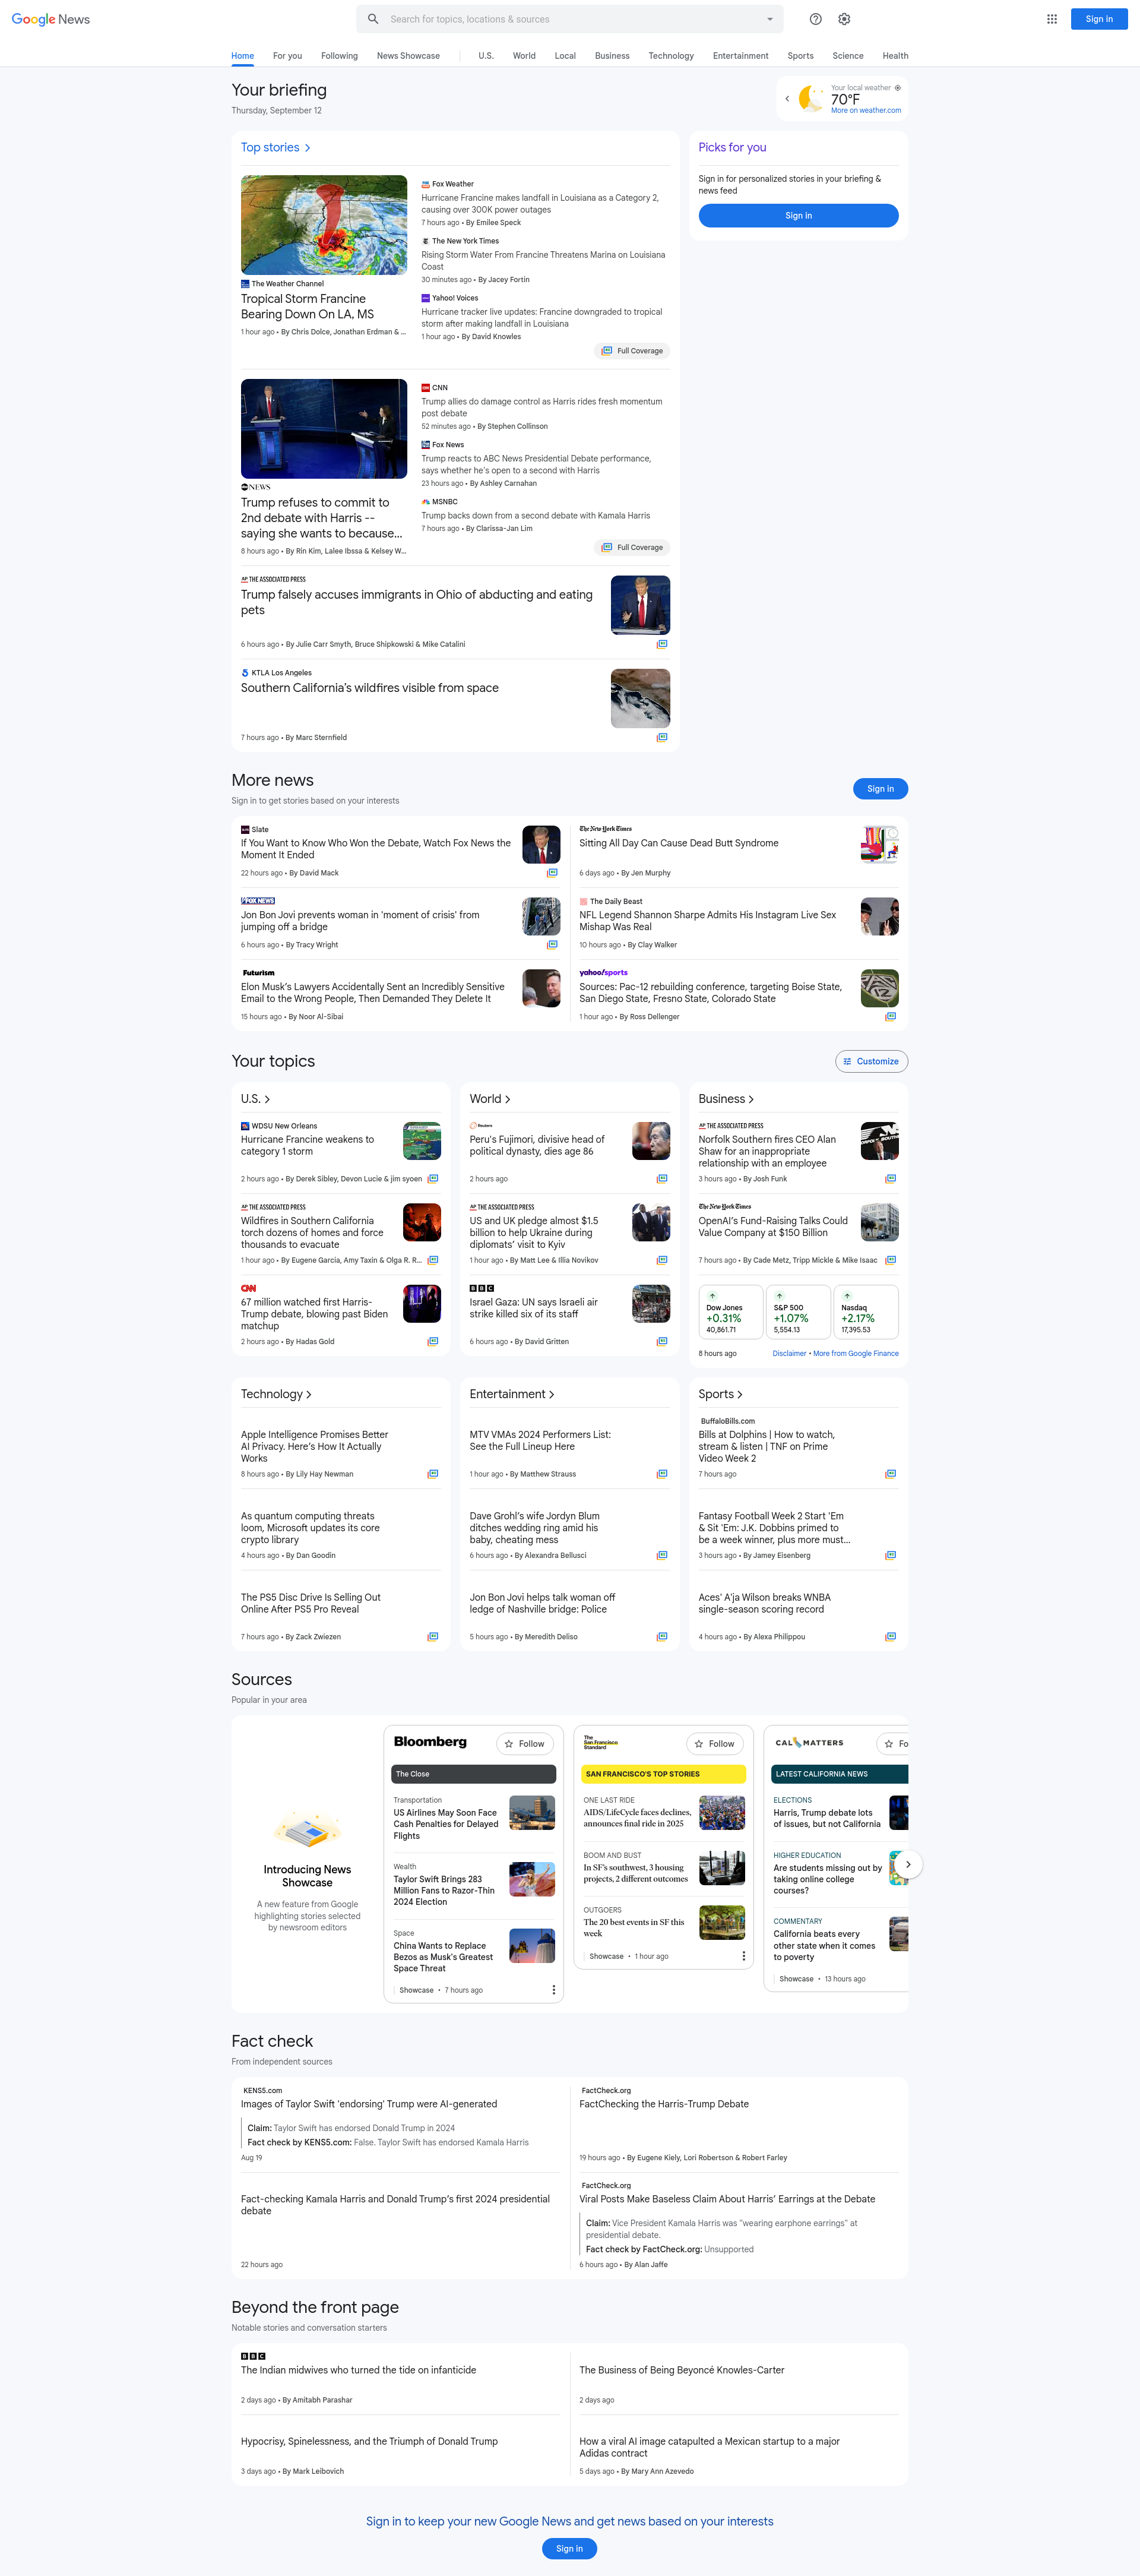 Google News
Search for topics, locations & sources
Sign in
Home
For you
Following
News Showcase
U.S.
World
Local
Business
Technology
Entertainment
Sports
Science
Health
Your briefing
Thursday, September 12
Your local weather
70°F
More on weather.com
Top stories
The Weather Channel
Tropical Storm Francine
Bearing Down On LA, MS
1 hour ago • By Chris Dolce, Jonathan Erdman & ...
Fox Weather
Hurricane Francine makes landfall in Louisiana as a Category 2,
causing over 300K power outages
7 hours ago • By Emilee Speck
The New York Times
Rising Storm Water From Francine Threatens Marina on Louisiana
Coast
30 minutes ago • By Jacey Fortin
Yahoo! Voices
Hurricane tracker live updates: Francine downgraded to tropical
storm after making landfall in Louisiana
1 hour ago • By David Knowles
Full Coverage
Picks for you
Sign in for personalized stories in your briefing &
news feed
Sign in
NEWS
Trump refuses to commit to
2nd debate with Harris --
saying she wants to because...
8 hours ago • By Rin Kim, Lalee Ibssa & Kelsey W...
CNN
Trump allies do damage control as Harris rides fresh momentum
post debate
52 minutes ago • By Stephen Collinson
Fox News
Trump reacts to ABC News Presidential Debate performance,
says whether he's open to a second with Harris
23 hours ago • By Ashley Carnahan
MSNBC
Trump backs down from a second debate with Kamala Harris
7 hours ago • By Clarissa-Jan Lim
Full Coverage
AP THE ASSOCIATED PRESS
Trump falsely accuses immigrants in Ohio of abducting and eating
pets
6 hours ago • By Julie Carr Smyth, Bruce Shipkowski & Mike Catalini
KTLA Los Angeles
Southern California's wildfires visible from space
7 hours ago • By Marc Sternfield
More news
Sign in to get stories based on your interests
Sign in
Slate
If You Want to Know Who Won the Debate, Watch Fox News the
Moment It Ended
22 hours ago • By David Mack
The New York Times
Sitting All Day Can Cause Dead Butt Syndrome
6 days ago • By Jen Murphy
FOX NEWS
Jon Bon Jovi prevents woman in 'moment of crisis' from
jumping off a bridge
6 hours ago • By Tracy Wright
The Daily Beast
NFL Legend Shannon Sharpe Admits His Instagram Live Sex
Mishap Was Real
10 hours ago • By Clay Walker
Futurism
Elon Musk's Lawyers Accidentally Sent an Incredibly Sensitive
Email to the Wrong People, Then Demanded They Delete It
15 hours ago • By Noor Al-Sibai
yahoo!sports
Sources: Pac-12 rebuilding conference, targeting Boise State,
San Diego State, Fresno State, Colorado State
1 hour ago • By Ross Dellenger
Your topics
Customize
U.S.
WDSU New Orleans
Hurricane Francine weakens to
category 1 storm
2 hours ago • By Derek Sibley, Devon Lucie & jim syoen
AP THE ASSOCIATED PRESS
Wildfires in Southern California
torch dozens of homes and force
thousands to evacuate
1 hour ago • By Eugene Garcia, Amy Taxin & Olga R. R...
CNN
67 million watched first Harris-
Trump debate, blowing past Biden
matchup
2 hours ago • By Hadas Gold
World
Reuters
Peru's Fujimori, divisive head of
political dynasty, dies age 86
2 hours ago
AP THE ASSOCIATED PRESS
US and UK pledge almost $1.5
billion to help Ukraine during
diplomats' visit to Kyiv
1 hour ago • By Matt Lee & Illia Novikov
BBC
Israel Gaza: UN says Israeli air
strike killed six of its staff
6 hours ago • By David Gritten
Business
AP THE ASSOCIATED PRESS
Norfolk Southern fires CEO Alan
Shaw for an inappropriate
relationship with an employee
3 hours ago • By Josh Funk
The New York Times
OpenAI's Fund-Raising Talks Could
Value Company at $150 Billion
7 hours ago • By Cade Metz, Tripp Mickle & Mike Isaac
Dow Jones
+0.31%
40,861.71
S&P 500
+1.07%
5,554.13
Nasdaq
+2.17%
17,395.53
8 hours ago
Disclaimer • More from Google Finance
Technology
Apple Intelligence Promises Better
AI Privacy. Here's How It Actually
Works
8 hours ago • By Lily Hay Newman
As quantum computing threats
loom, Microsoft updates its core
crypto library
4 hours ago • By Dan Goodin
The PS5 Disc Drive Is Selling Out
Online After PS5 Pro Reveal
7 hours ago • By Zack Zwiezen
Entertainment
MTV VMAs 2024 Performers List:
See the Full Lineup Here
1 hour ago • By Matthew Strauss
Dave Grohl's wife Jordyn Blum
ditches wedding ring amid his
baby, cheating mess
6 hours ago • By Alexandra Bellusci
Jon Bon Jovi helps talk woman off
ledge of Nashville bridge: Police
5 hours ago • By Meredith Deliso
Sports
BuffaloBills.com
Bills at Dolphins | How to watch,
stream & listen | TNF on Prime
Video Week 2
7 hours ago
Fantasy Football Week 2 Start 'Em
& Sit 'Em: J.K. Dobbins primed to
be a week winner, plus more must...
3 hours ago • By Jamey Eisenberg
Aces' A'ja Wilson breaks WNBA
single-season scoring record
4 hours ago • By Alexa Philippou
Sources
Popular in your area
Introducing News
Showcase
A new feature from Google
highlighting stories selected
by newsroom editors
Bloomberg
Follow
The Close
Transportation
US Airlines May Soon Face
Cash Penalties for Delayed
Flights
Wealth
Taylor Swift Brings 283
Million Fans to Razor-Thin
2024 Election
Space
China Wants to Replace
Bezos as Musk's Greatest
Space Threat
Showcase • 7 hours ago
The
San Francisco
Standard
Follow
SAN FRANCISCO'S TOP STORIES
ONE LAST RIDE
AIDS/LifeCycle faces declines,
announces final ride in 2025
BOOM AND BUST
In SF's southwest, 3 housing
projects, 2 different outcomes
OUTGOERS
The 20 best events in SF this
week
Showcase • 1 hour ago
CALMATTERS
Fo
LATEST CALIFORNIA NEWS
ELECTIONS
Harris, Trump debate lots
of issues, but not California
HIGHER EDUCATION
Are students missing out by
taking online college
courses?
COMMENTARY
California beats every
other state when it comes
to poverty
Showcase • 13 hours ago
Fact check
From independent sources
KENS5.com
Images of Taylor Swift 'endorsing' Trump were AI-generated
Claim: Taylor Swift has endorsed Donald Trump in 2024
Fact check by KENS5.com: False. Taylor Swift has endorsed Kamala Harris
Aug 19
FactCheck.org
FactChecking the Harris-Trump Debate
19 hours ago • By Eugene Kiely, Lori Robertson & Robert Farley
Fact-checking Kamala Harris and Donald Trump's first 2024 presidential
debate
22 hours ago
FactCheck.org
Viral Posts Make Baseless Claim About Harris' Earrings at the Debate
Claim: Vice President Kamala Harris was "wearing earphone earrings" at
presidential debate.
Fact check by FactCheck.org: Unsupported
6 hours ago • By Alan Jaffe
Beyond the front page
Notable stories and conversation starters
BBC
The Indian midwives who turned the tide on infanticide
2 days ago • By Amitabh Parashar
The Business of Being Beyoncé Knowles-Carter
2 days ago
Hypocrisy, Spinelessness, and the Triumph of Donald Trump
3 days ago • By Mark Leibovich
How a viral AI image catapulted a Mexican startup to a major
Adidas contract
5 days ago • By Mary Ann Azevedo
Sign in to keep your new Google News and get news based on your interests
Sign in